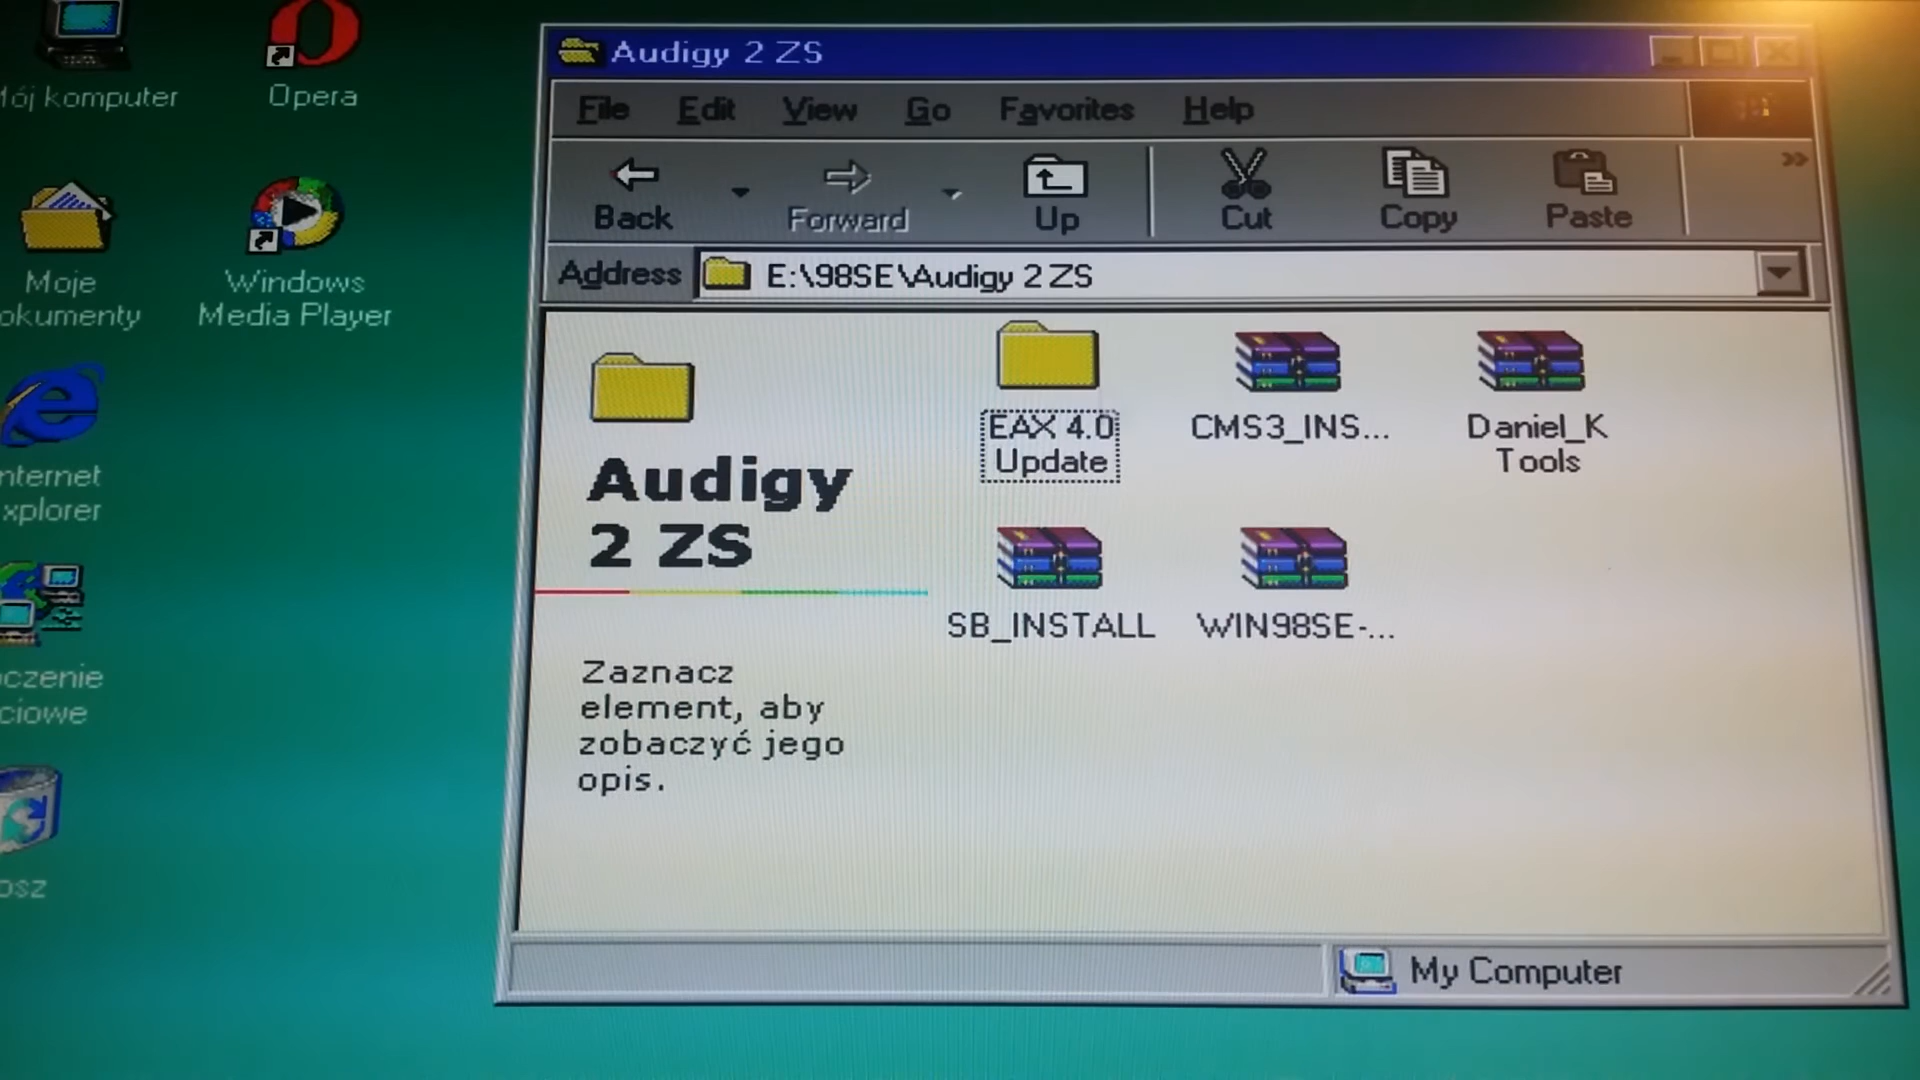 Mój komputer
Opera
Moje
okumenty
Windows
Media Player
nternet
xplorer
czenie
ciowe
osz
Audigy 2 ZS
File Edit View Go Favorites Help
Back Forward Up Cut Copy Paste
Address E:\98SE\Audigy 2 ZS
Audigy
2 ZS
Zaznacz
element, aby
zobaczyć jego
opis.
EAX 4.0
Update
CMS3_INS...
Daniel_K
Tools
SB_INSTALL
WIN98SE-...
My Computer